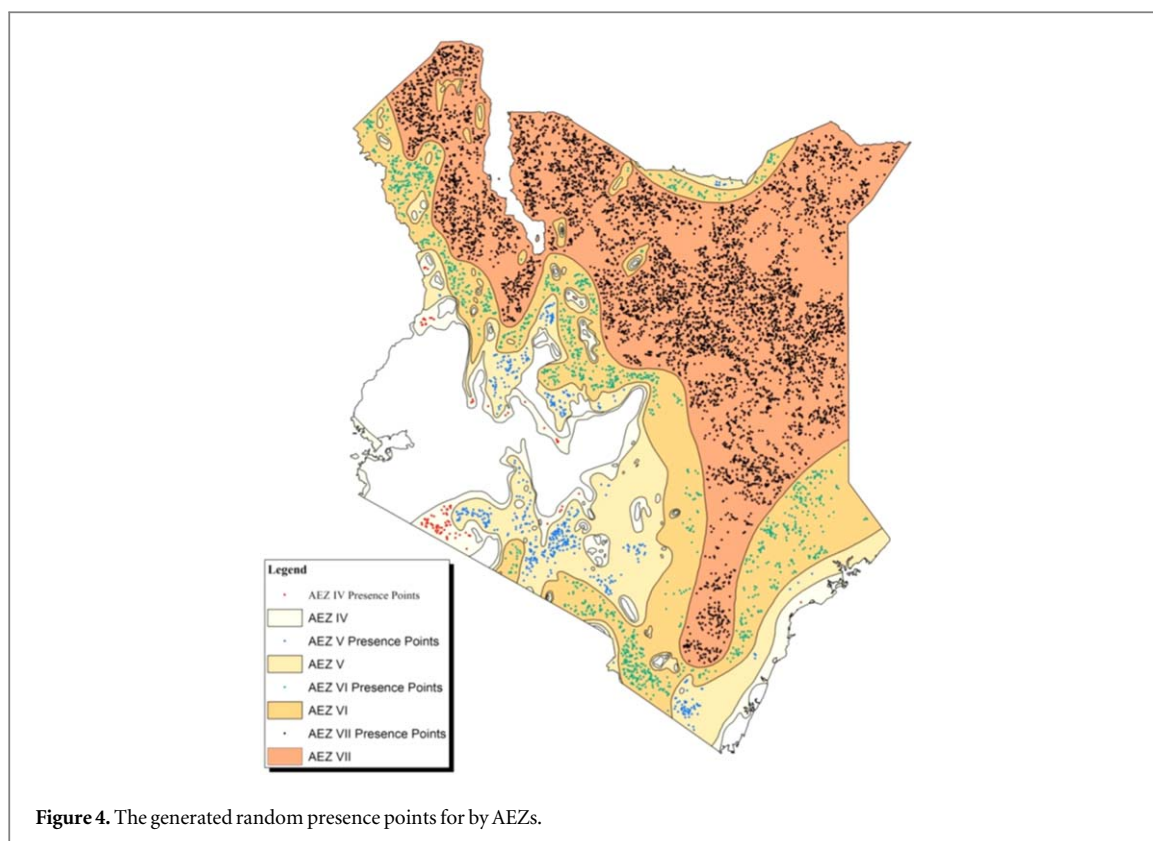 Legend
AEZ IV Presence Points
AEZ IV
AEZ V Presence Points
AEZ V
AEZ VI Presence Points
AEZ VI
AEZ VII Presence Points
AEZ VII
Figure 4. The generated random presence points for by AEZs.